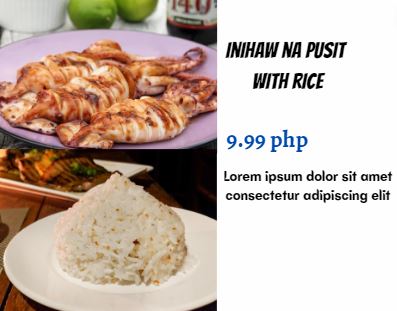 INIHAW NA PUSIT
WITH RICE
9.99 php
Lorem ipsum dolor sit amet
consectetur adipiscing elit